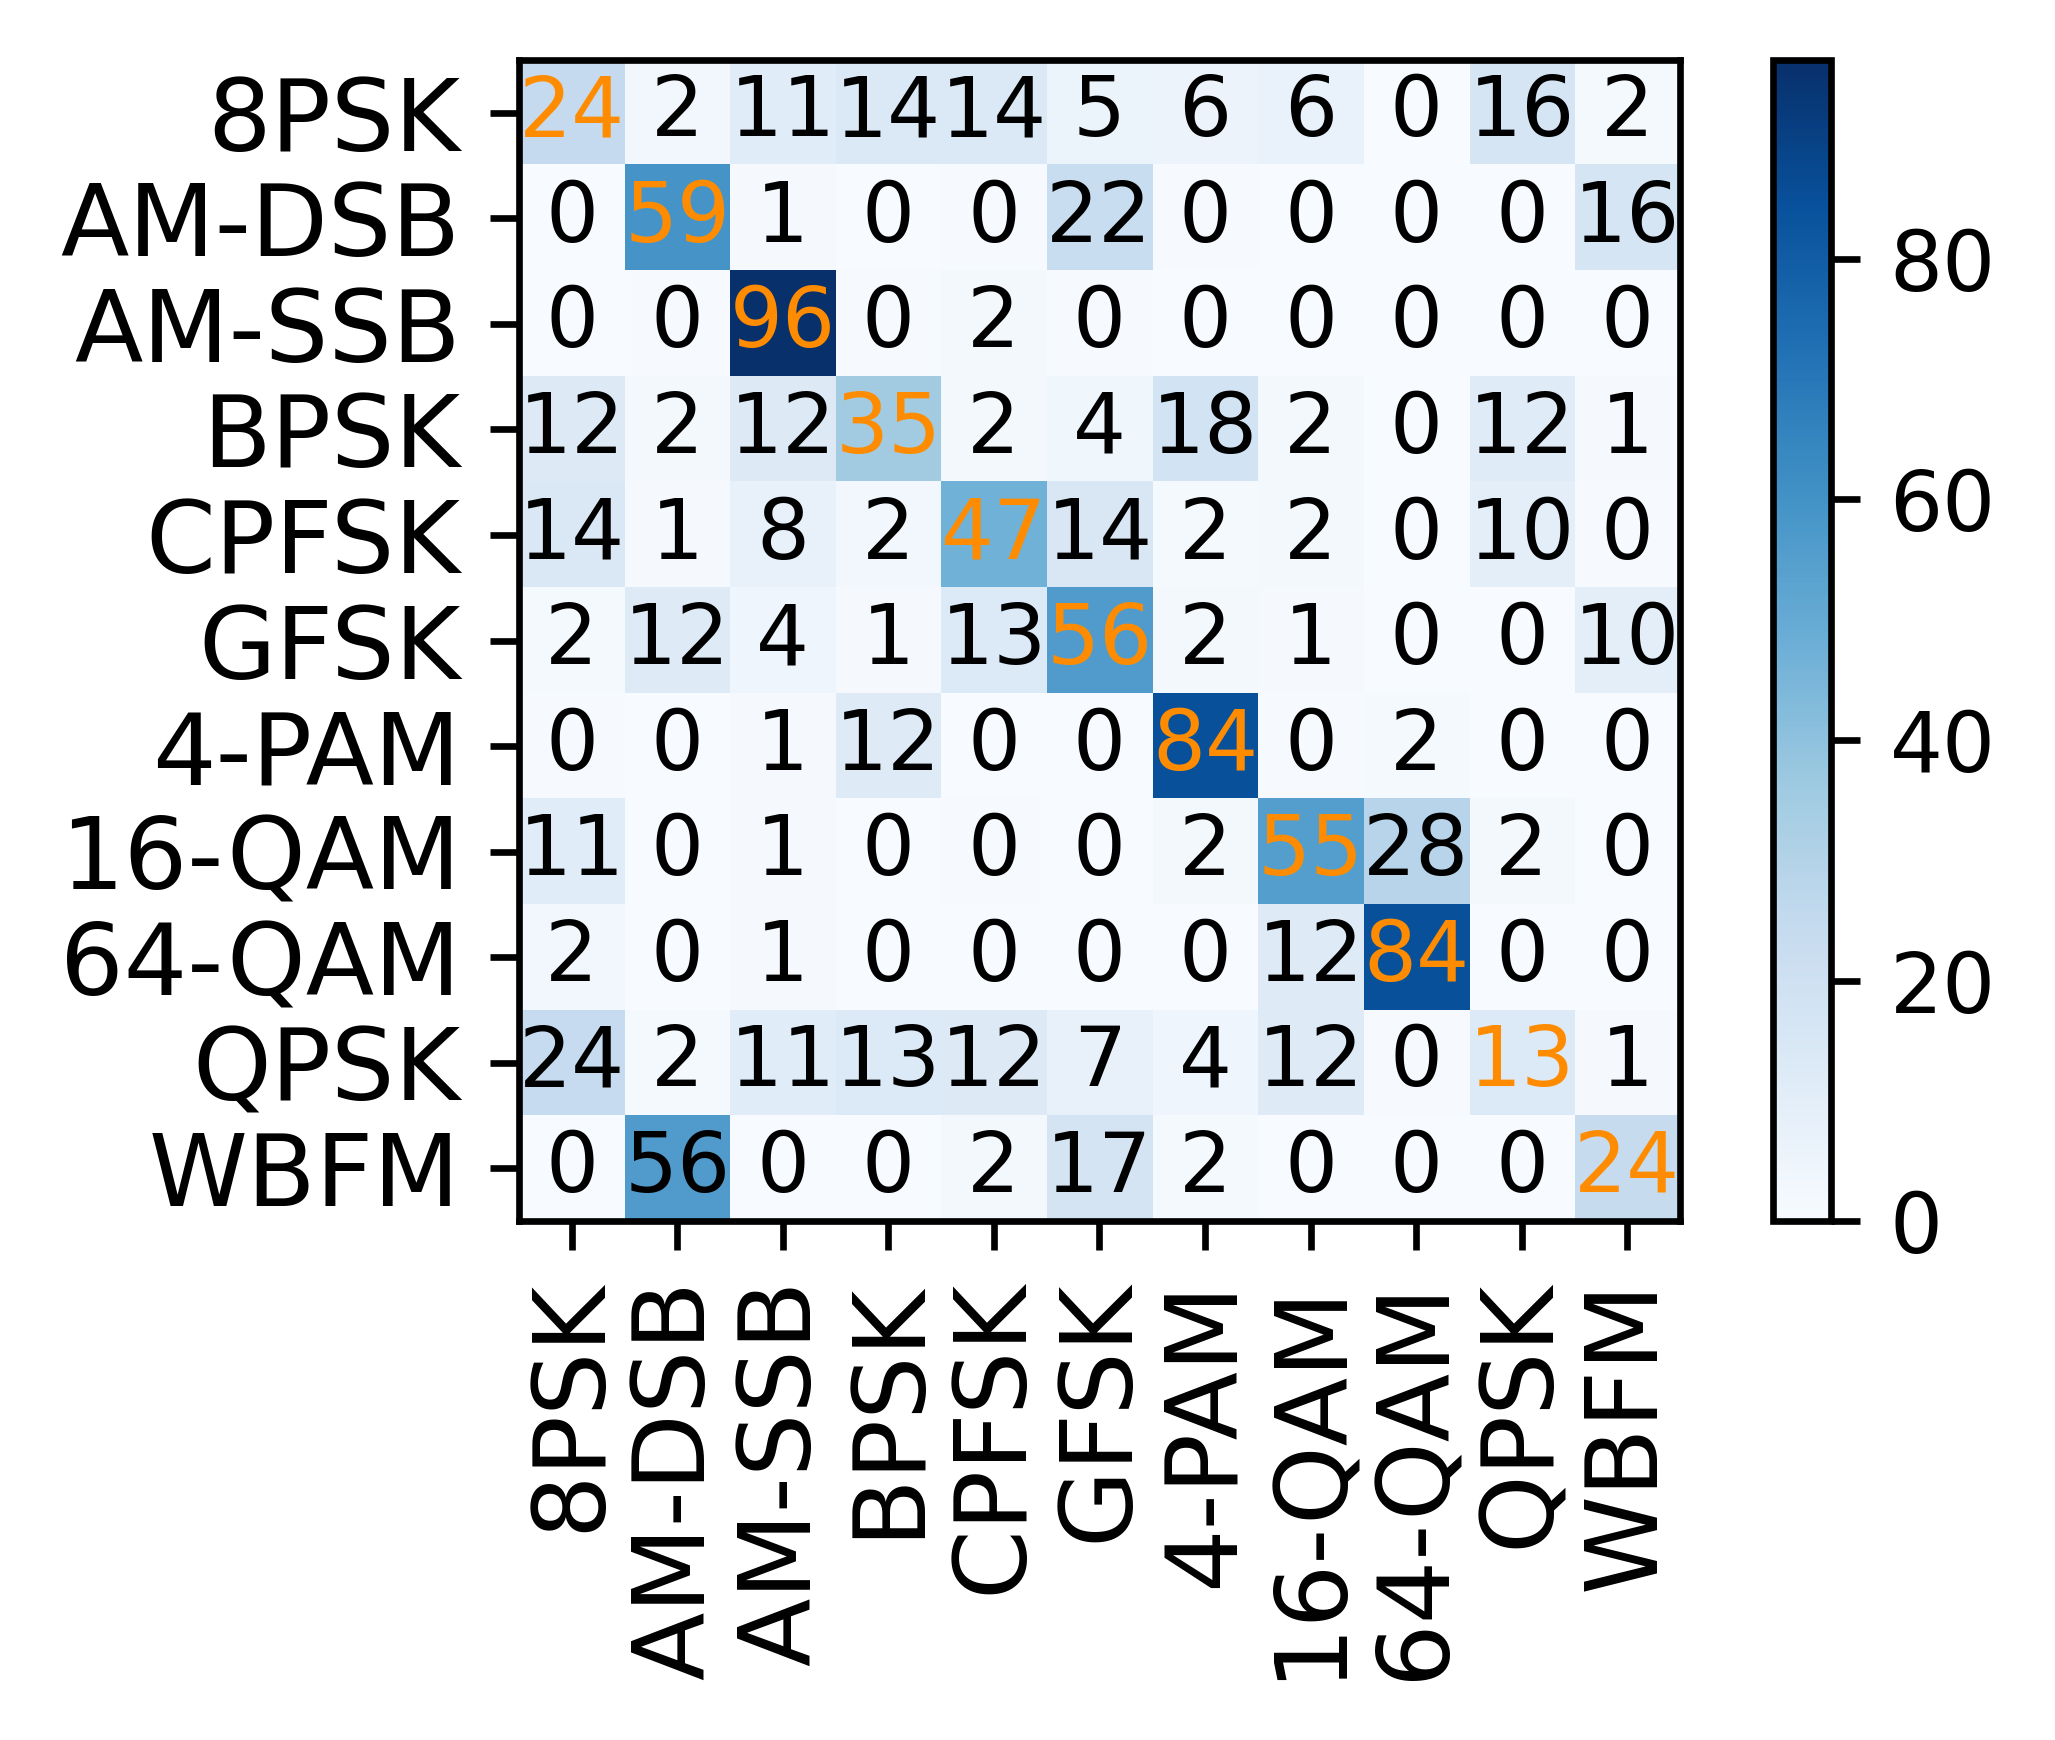 8PSK 24 2 11 14 14 5 6 6 0 16 2
AM-DSB 0 59 1 0 0 22 0 0 0 0 16
AM-SSB 0 0 96 0 2 0 0 0 0 0 0
BPSK 12 2 12 35 2 4 18 2 0 12 1
CPFSK 14 1 8 2 47 14 2 2 0 10 0
GFSK 2 12 4 1 13 56 2 1 0 0 10
4-PAM 0 0 1 12 0 0 84 0 2 0 0
16-QAM 11 0 1 0 0 0 2 55 28 2 0
64-QAM 2 0 1 0 0 0 0 12 84 0 0
QPSK 24 2 11 13 12 7 4 12 0 13 1
WBFM 0 56 0 0 2 17 2 0 0 0 24
8PSK
AM-DSB
AM-SSB
BPSK
CPFSK
GFSK
4-PAM
16-QAM
64-QAM
QPSK
WBFM
80
60
40
20
0